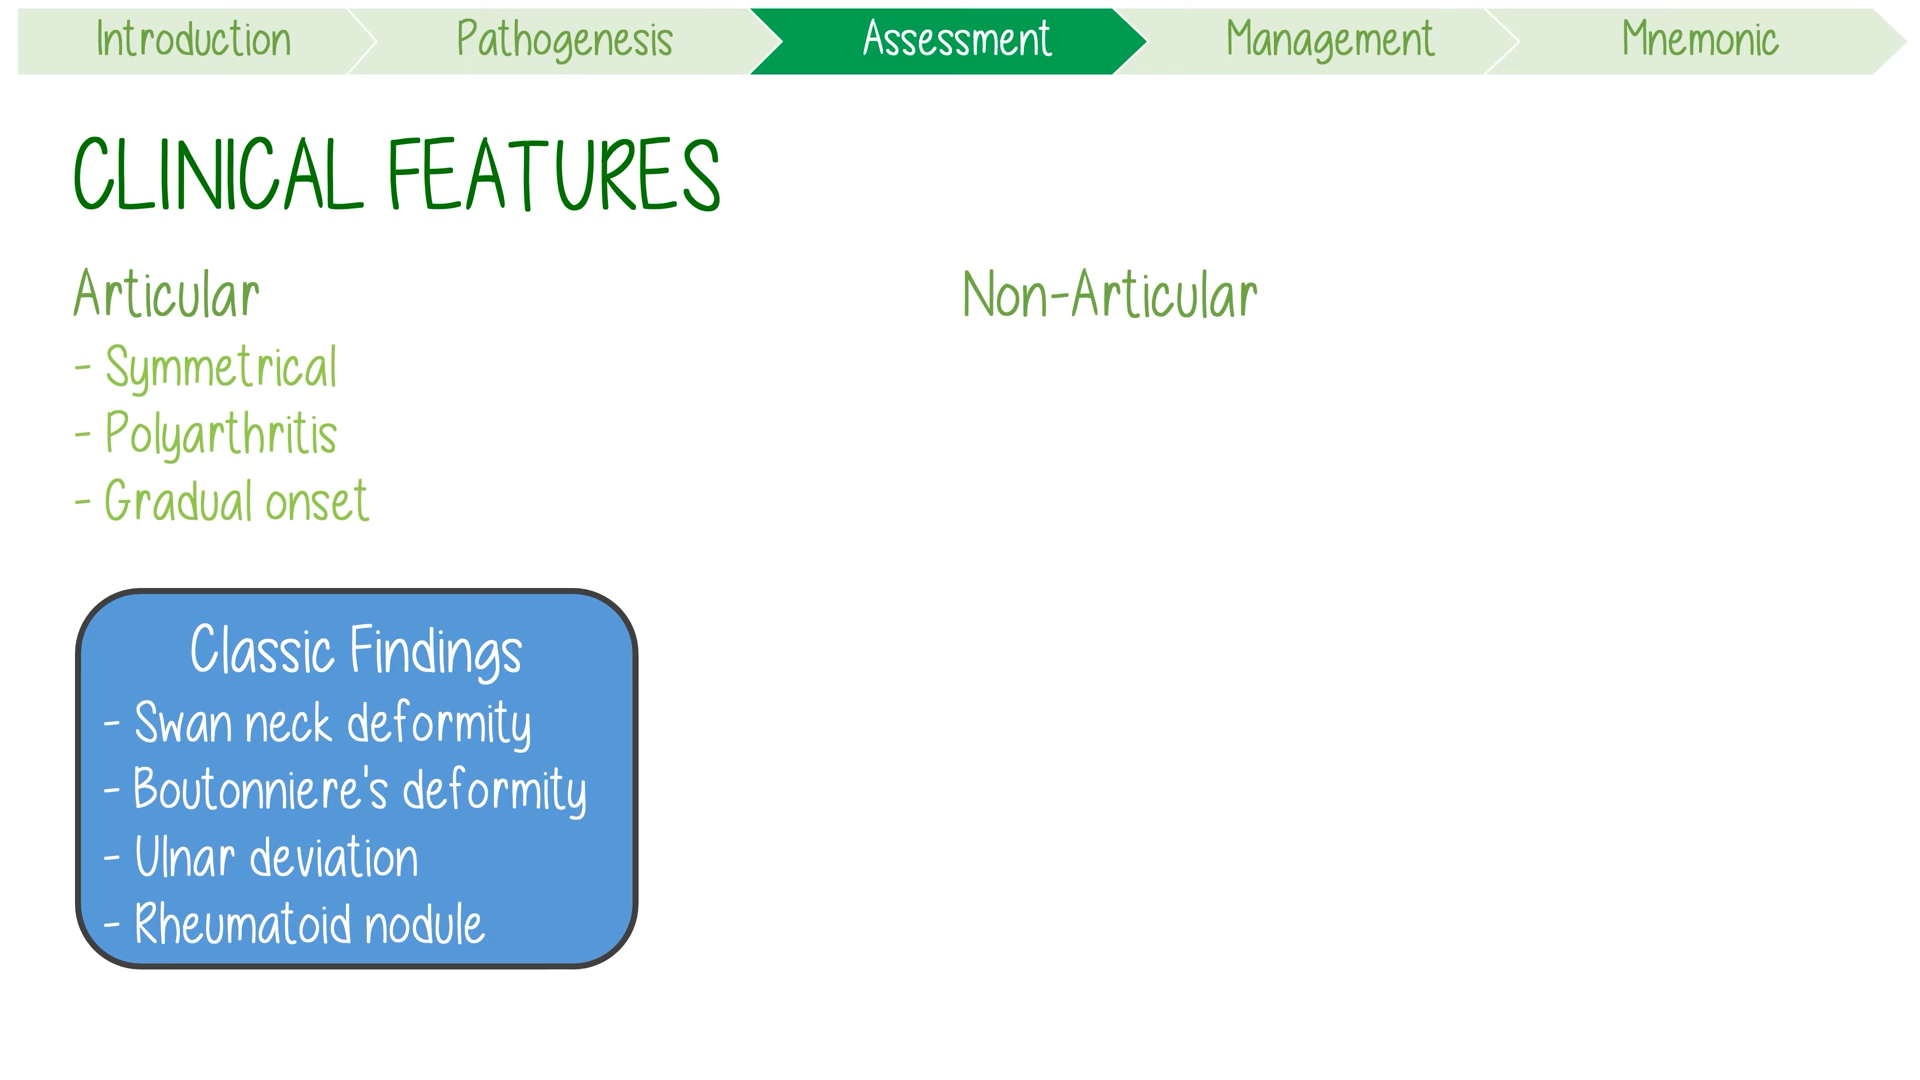 Introduction
Pathogenesis
Assessment
Management
Mnemonic
CLINICAL FEATURES
Articular
- Symmetrical
- Polyarthritis
- Gradual onset
Classic Findings
- Swan neck deformity
- Boutonniere's deformity
- Ulnar deviation
- Rheumatoid nodule
Non-Articular